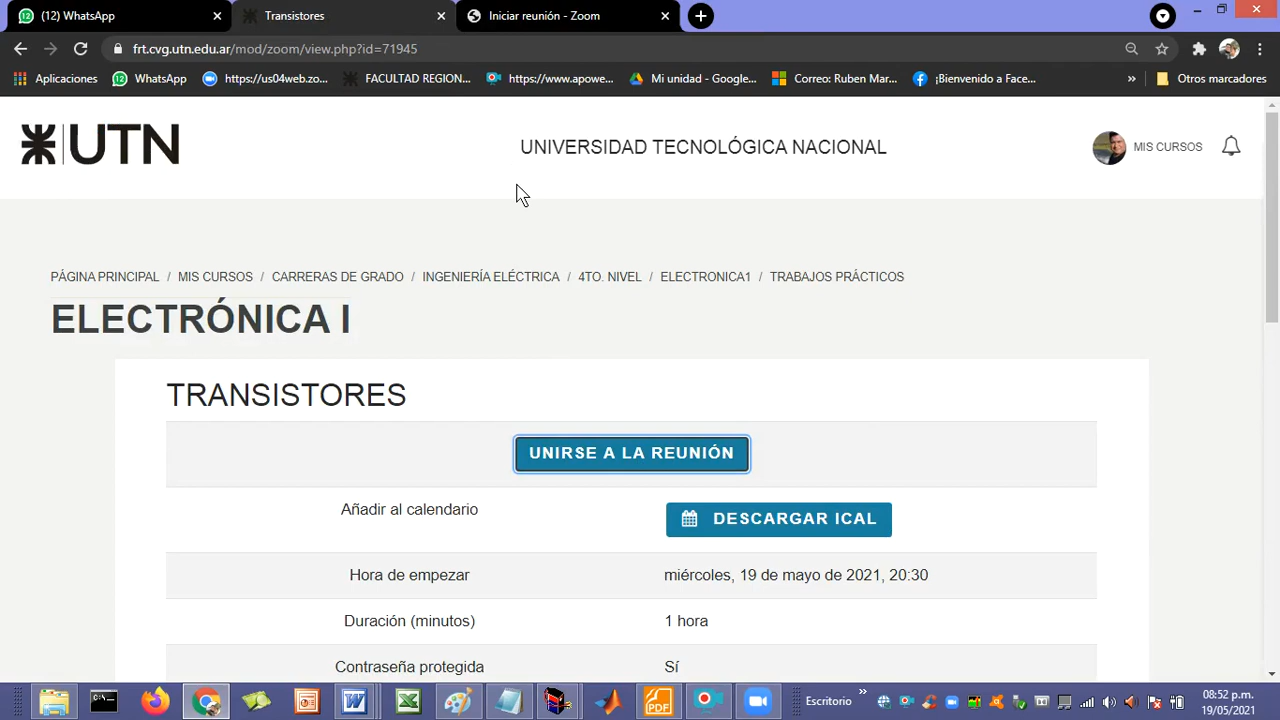 (12) WhatsApp
Transistores
Iniciar reunión - Zoom
frt.cvg.utn.edu.ar/mod/zoom/view.php?id=71945
Aplicaciones
WhatsApp
https://us04web.zo...
FACULTAD REGION...
https://www.apowe...
Mi unidad - Google...
Correo: Ruben Mar...
¡Bienvenido a Face...
»
Otros marcadores
UTN
UNIVERSIDAD TECNOLÓGICA NACIONAL
MIS CURSOS
PÁGINA PRINCIPAL / MIS CURSOS / CARRERAS DE GRADO / INGENIERÍA ELÉCTRICA / 4TO. NIVEL / ELECTRONICA1 / TRABAJOS PRÁCTICOS
ELECTRÓNICA I
TRANSISTORES
UNIRSE A LA REUNIÓN
Añadir al calendario
DESCARGAR ICAL
Hora de empezar
miércoles, 19 de mayo de 2021, 20:30
Duración (minutos)
1 hora
Contraseña protegida
Sí
Escritorio
»
08:52 p.m.
19/05/2021